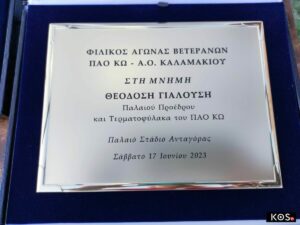 ΦΙΛΙΚΟΣ ΑΓΩΝΑΣ ΒΕΤΕΡΑΝΩΝ
ΠΑΟ ΚΩ - Α.Ο. ΚΑΛΑΜΑΚΙΟΥ
ΣΤΗ ΜΝΗΜΗ
ΘΕΟΔΟΣΗ ΓΙΑΛΟΥΣΗ
Παλαιού Προέδρου
και Τερματοφύλακα του ΠΑΟ ΚΩ
Παλαιό Στάδιο Ανταγόρας
Σάββατο 17 Ιουνίου 2023
KOS